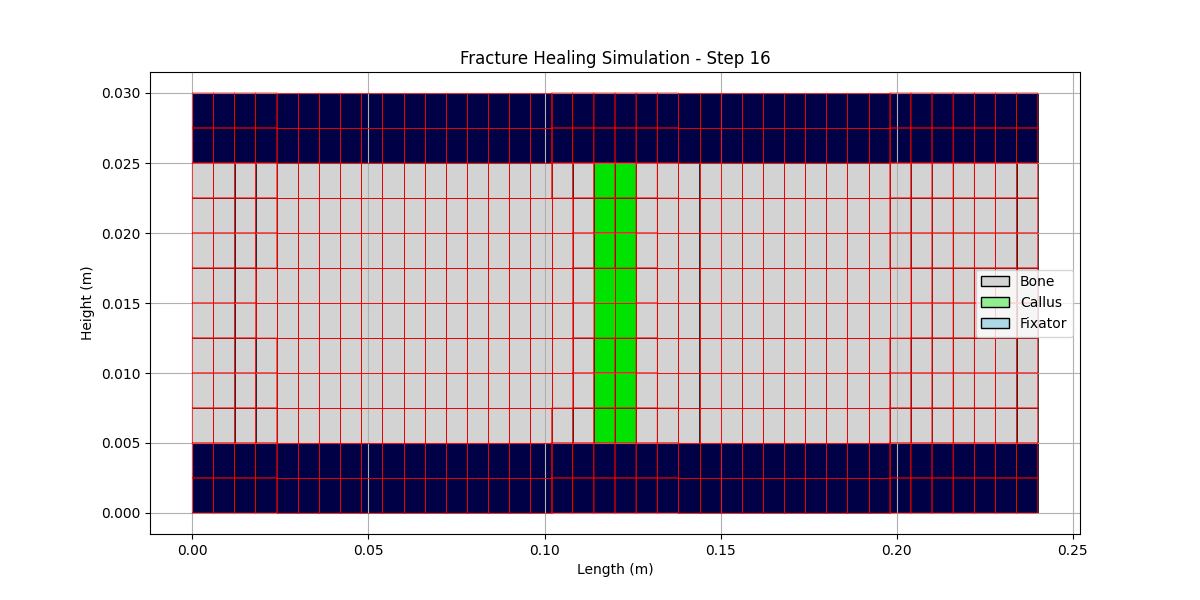 Fracture Healing Simulation - Step 16
0.030
0.025
0.020
0.015
0.010
0.005
0.000
Height (m)
Bone
Callus
Fixator
0.00 0.05 0.10 0.15 0.20 0.25
Length (m)